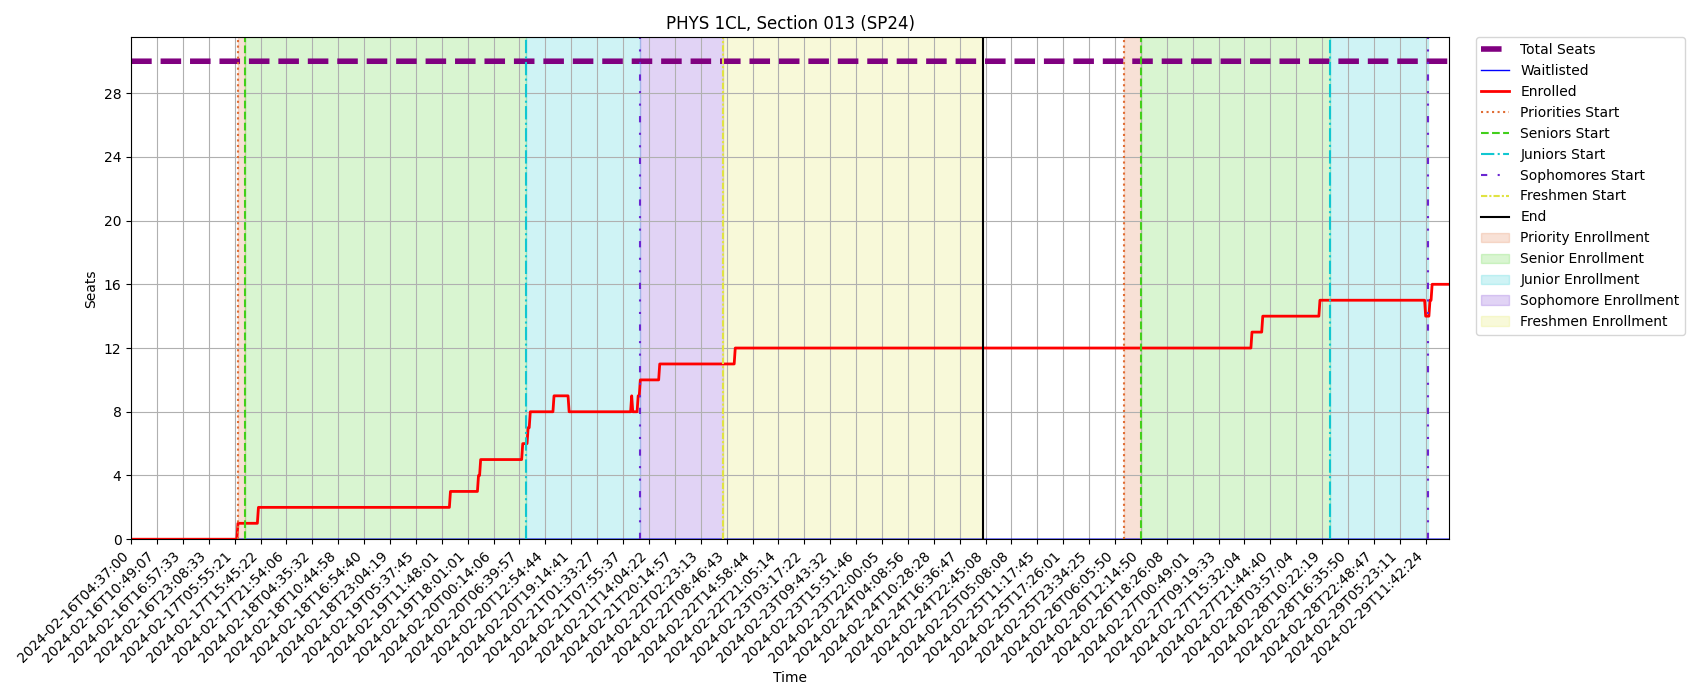 PHYS 1CL, Section 013 (SP24)
Total Seats
Waitlisted
Enrolled
Priorities Start
Seniors Start
Juniors Start
Sophomores Start
Freshmen Start
End
Priority Enrollment
Senior Enrollment
Junior Enrollment
Sophomore Enrollment
Freshmen Enrollment
Seats
28
24
20
16
12
8
4
0
2024-02-16T04:37:00
2024-02-16T10:49:07
2024-02-16T16:57:33
2024-02-16T23:08:33
2024-02-17T05:55:21
2024-02-17T15:45:22
2024-02-17T21:54:06
2024-02-18T04:35:32
2024-02-18T10:44:58
2024-02-18T16:54:40
2024-02-18T23:04:19
2024-02-19T05:37:45
2024-02-19T11:48:01
2024-02-19T18:01:01
2024-02-20T00:14:06
2024-02-20T06:39:57
2024-02-20T12:54:44
2024-02-20T19:14:41
2024-02-21T01:33:27
2024-02-21T07:55:37
2024-02-21T14:04:22
2024-02-21T20:14:57
2024-02-22T02:23:13
2024-02-22T08:46:43
2024-02-22T14:58:44
2024-02-22T21:05:14
2024-02-23T03:17:22
2024-02-23T09:43:32
2024-02-23T15:51:46
2024-02-23T22:00:05
2024-02-24T04:08:56
2024-02-24T10:28:28
2024-02-24T16:36:47
2024-02-24T22:45:08
2024-02-25T05:08:08
2024-02-25T11:17:45
2024-02-25T17:26:01
2024-02-25T23:34:25
2024-02-26T06:05:50
2024-02-26T12:14:50
2024-02-26T18:26:08
2024-02-27T00:49:01
2024-02-27T09:19:33
2024-02-27T15:32:04
2024-02-27T21:44:40
2024-02-28T03:57:04
2024-02-28T10:22:19
2024-02-28T16:35:50
2024-02-28T22:48:47
2024-02-29T05:23:11
2024-02-29T11:42:24
Time